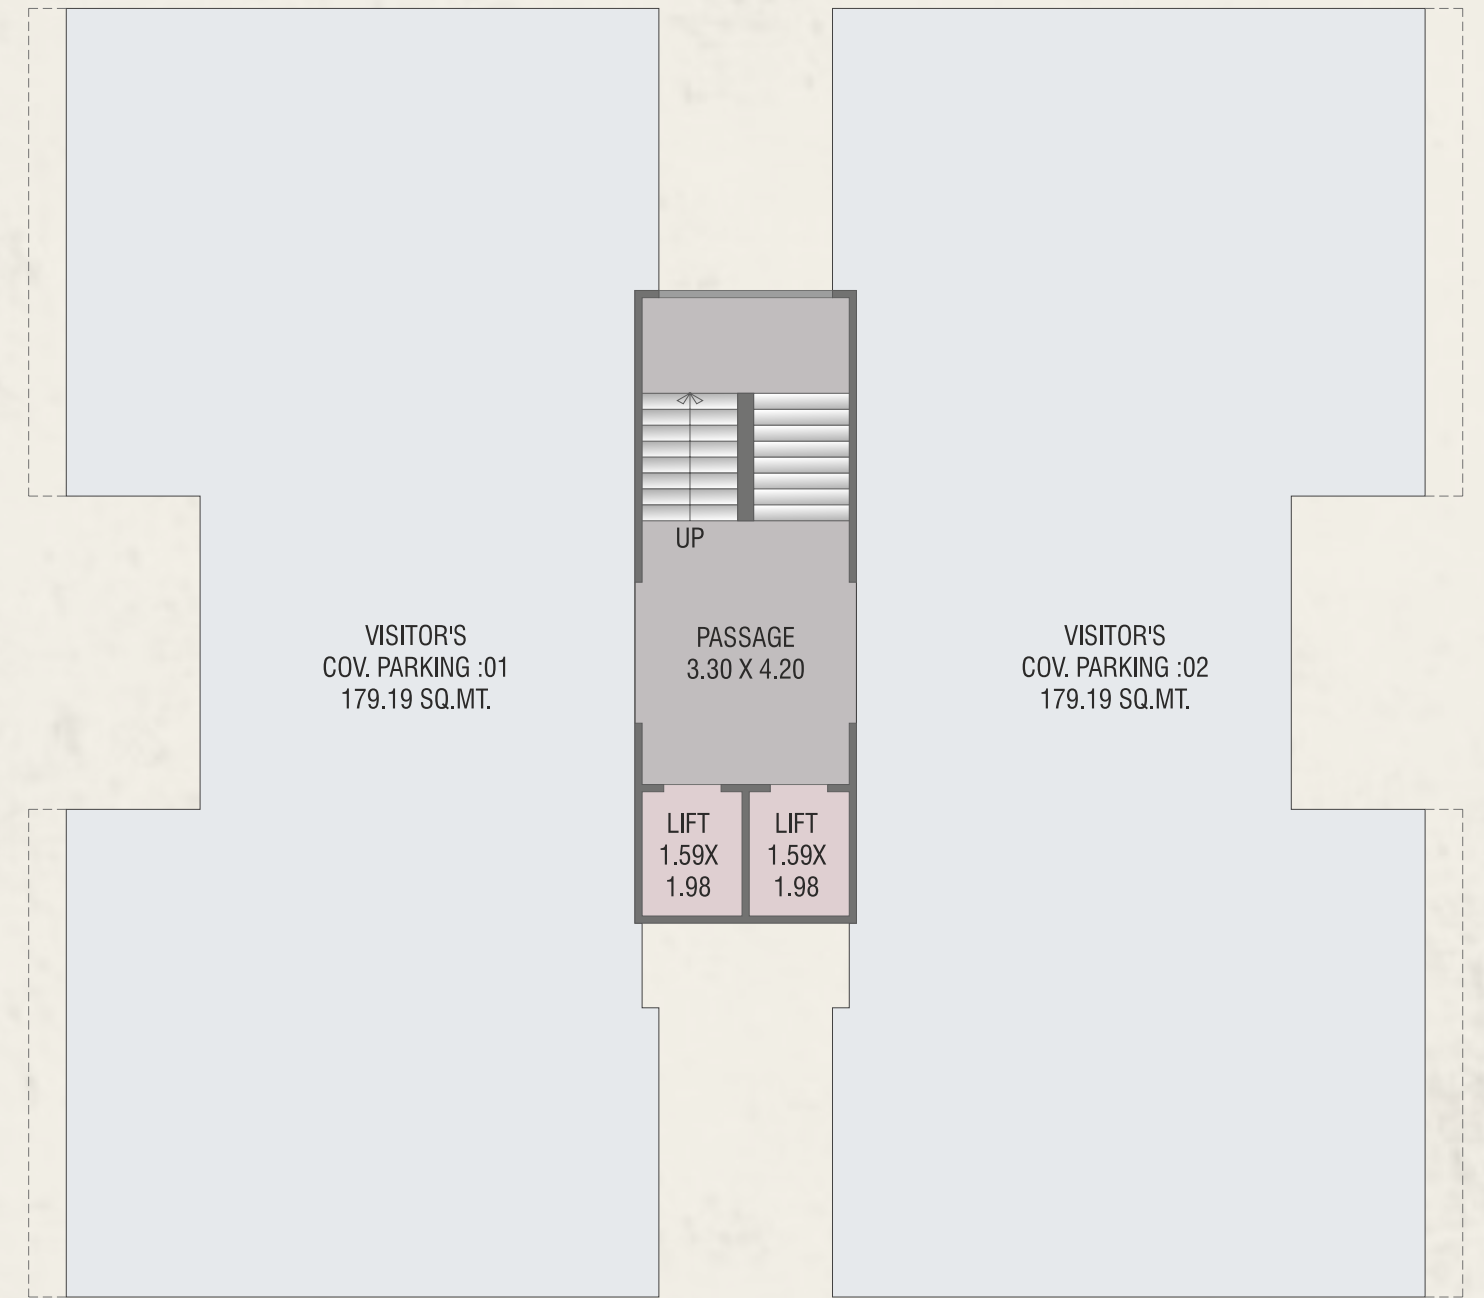 UP
VISITOR'S
COV. PARKING :01
179.19 SQ.MT.
PASSAGE
3.30 X 4.20
VISITOR'S
COV. PARKING :02
179.19 SQ.MT.
LIFT
1.59X
1.98
LIFT
1.59X
1.98